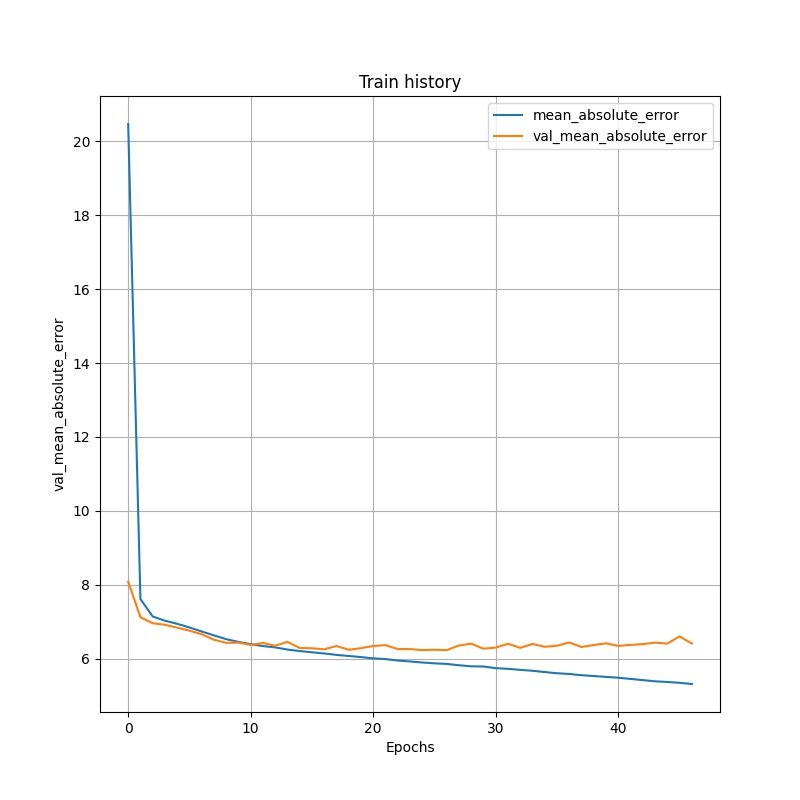 Train history
mean_absolute_error
val_mean_absolute_error
val_mean_absolute_error
20
18
16
14
12
10
8
6
0 10 20 30 40
Epochs